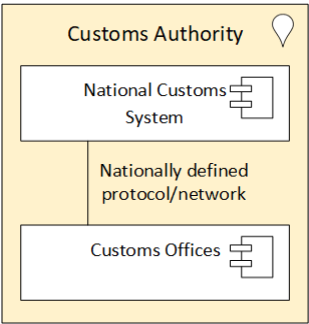 Customs Authority
National Customs
System
Nationally defined
protocol/network
Customs Offices